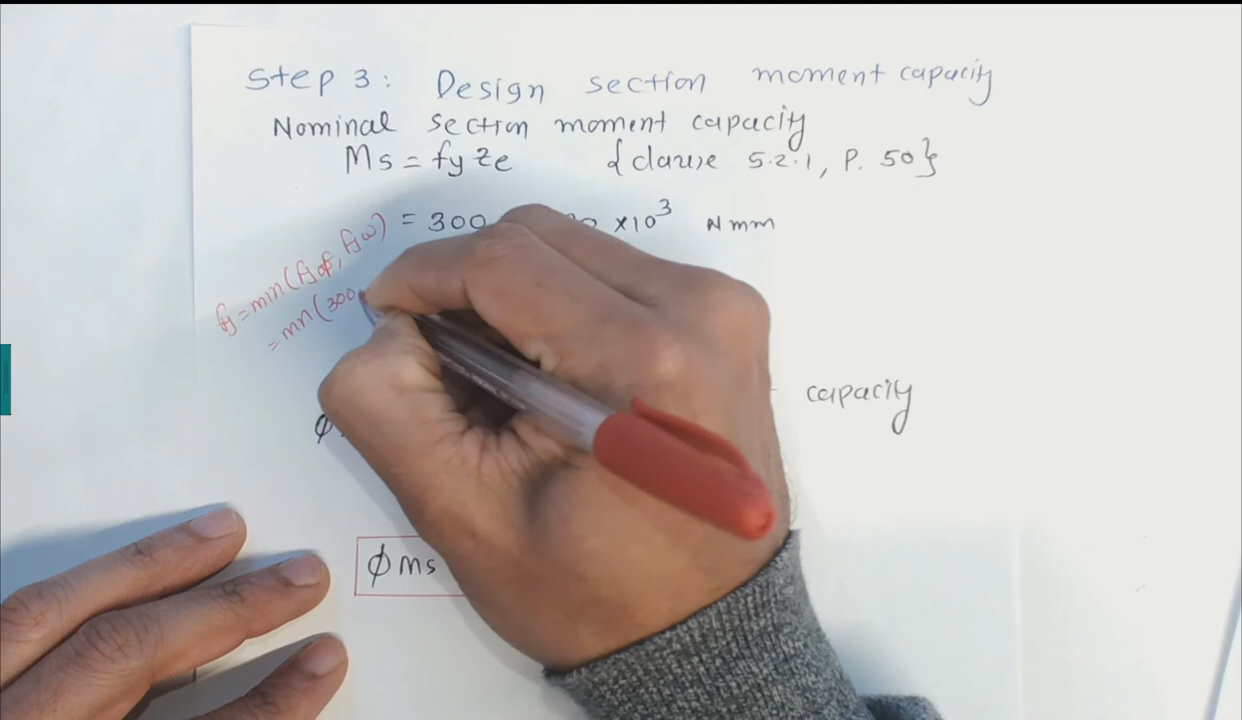 Step 3: Design section moment capacity
Nominal section moment capacity
Ms = fy Ze {clause 5.2.1, P. 50}
= 300 ×10³ Nmm
fy = min(fyf, fyw)
= min(300,
capacity
ϕ
ϕMs